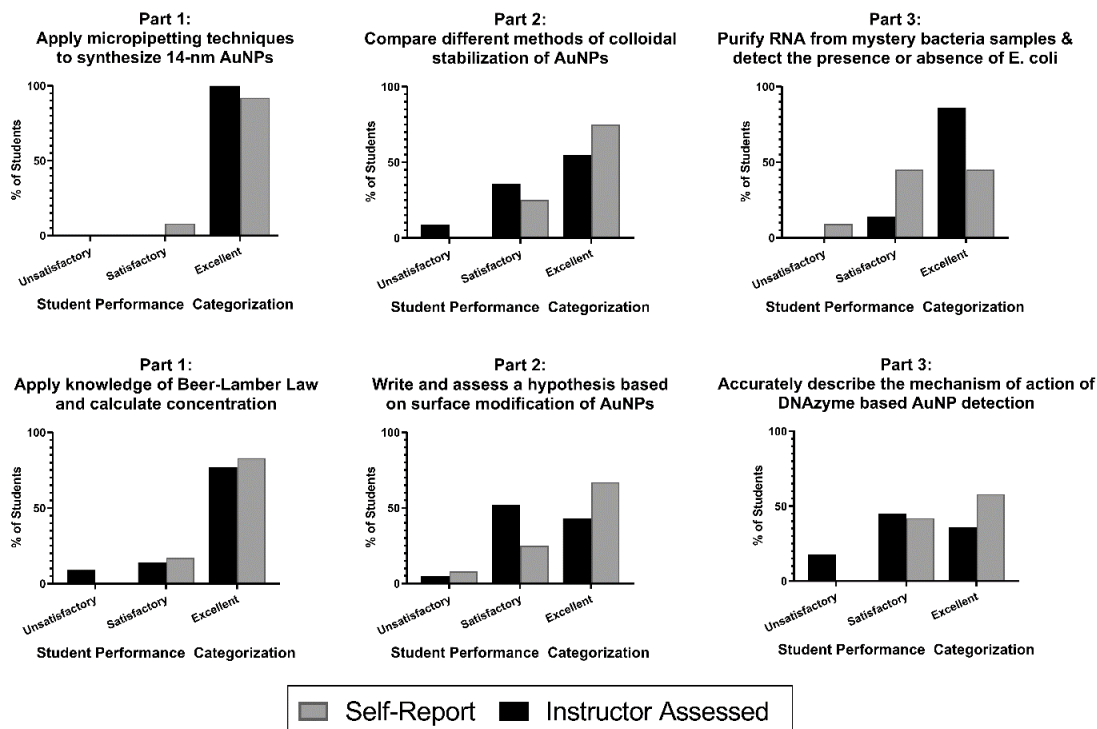 Part 1:
Apply micropipetting techniques
to synthesize 14-nm AuNPs
100
50
0
% of Students
Unsatisfactory
Satisfactory
Excellent
Student Performance Categorization
Part 2:
Compare different methods of colloidal
stabilization of AuNPs
100
50
0
% of Students
Unsatisfactory
Satisfactory
Excellent
Student Performance Categorization
Part 3:
Purify RNA from mystery bacteria samples &
detect the presence or absence of E. coli
100
50
0
% of Students
Unsatisfactory
Satisfactory
Excellent
Student Performance Categorization
Part 1:
Apply knowledge of Beer-Lamber Law
and calculate concentration
100
50
0
% of Students
Unsatisfactory
Satisfactory
Excellent
Student Performance Categorization
Part 2:
Write and assess a hypothesis based
on surface modification of AuNPs
100
50
0
% of Students
Unsatisfactory
Satisfactory
Excellent
Student Performance Categorization
Part 3:
Accurately describe the mechanism of action of
DNAzyme based AuNP detection
100
50
0
% of Students
Unsatisfactory
Satisfactory
Excellent
Student Performance Categorization
Self-Report Instructor Assessed